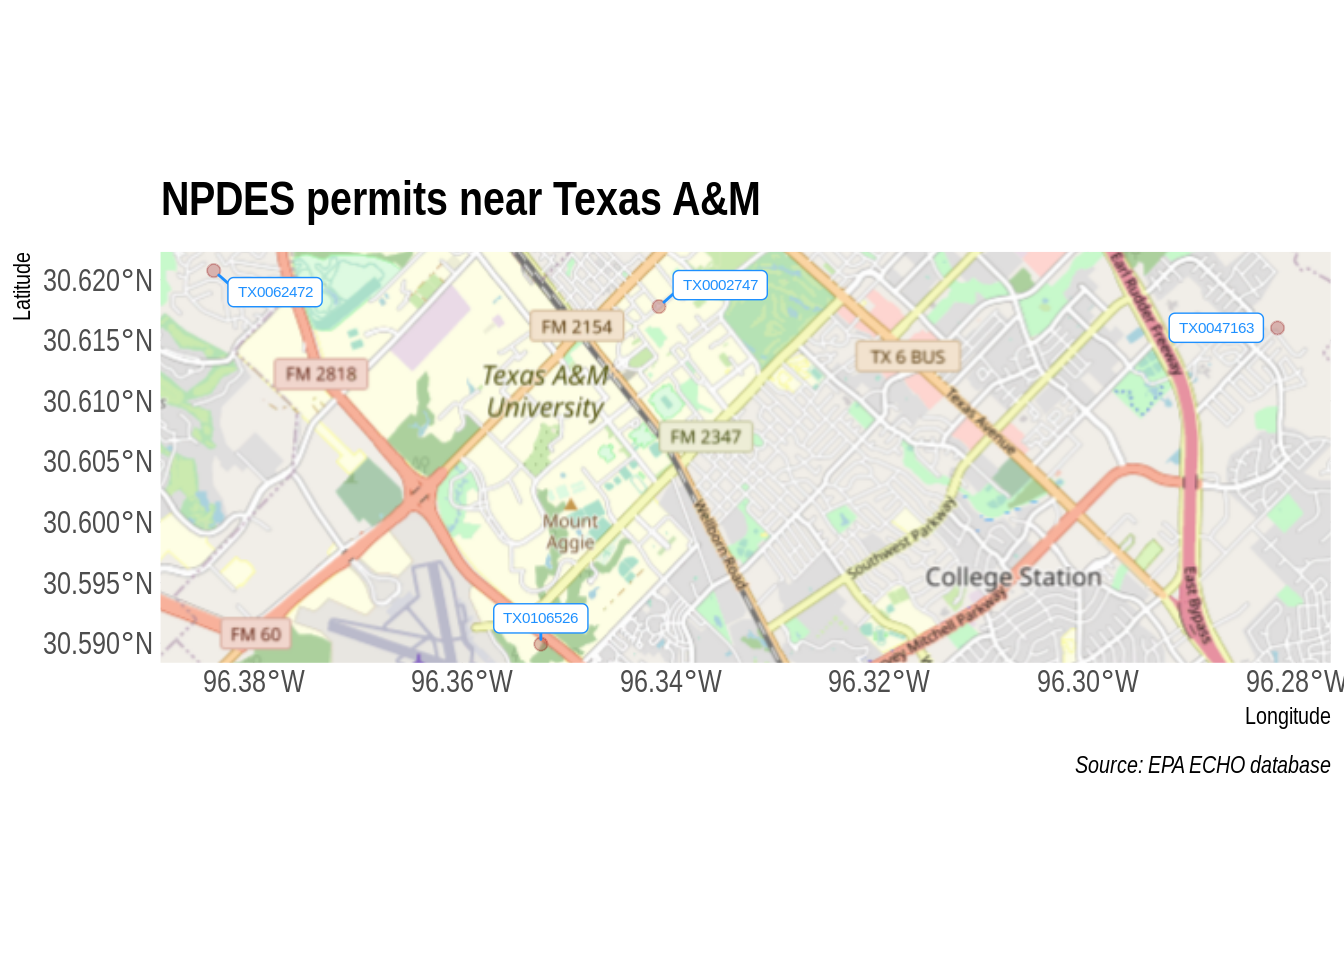 NPDES permits near Texas A&M
Latitude
30.620°N
30.615°N
30.610°N
30.605°N
30.600°N
30.595°N
30.590°N
TX0062472
TX0002747
TX0047163
TX0106526
FM 2154
FM 2818
TX 6 BUS
FM 2347
FM 60
Texas A&M
University
Mount
Aggie
College Station
Earl Rudder Freeway
Texas Avenue
Wellborn Road
Southwest Parkway
vey Mitchell Parkway
East Bypass
96.38°W
96.36°W
96.34°W
96.32°W
96.30°W
96.28°W
Longitude
Source: EPA ECHO database